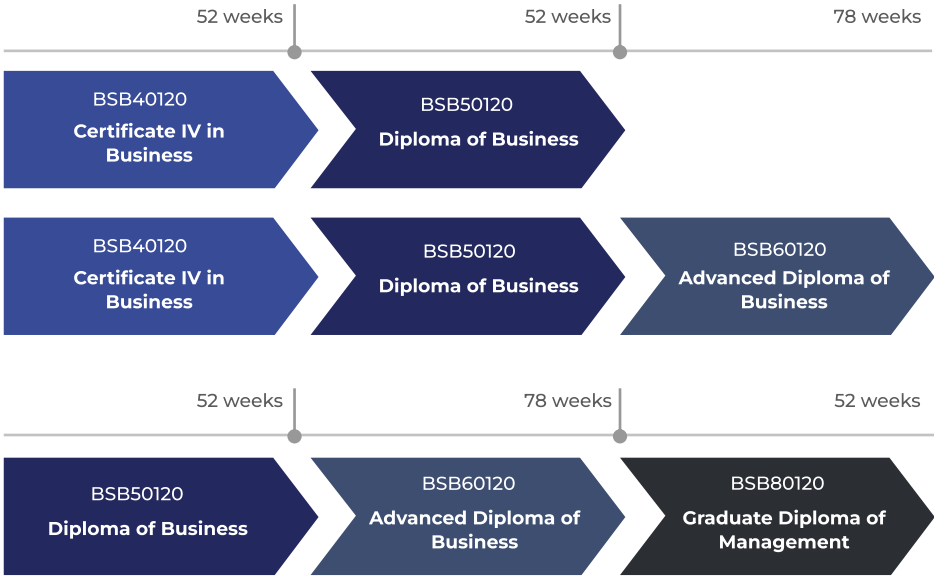 52 weeks
52 weeks
78 weeks
BSB40120
Certificate IV in
Business
BSB50120
Diploma of Business
BSB40120
Certificate IV in
Business
BSB50120
Diploma of Business
BSB60120
Advanced Diploma of
Business
52 weeks
78 weeks
52 weeks
BSB50120
Diploma of Business
BSB60120
Advanced Diploma of
Business
BSB80120
Graduate Diploma of
Management